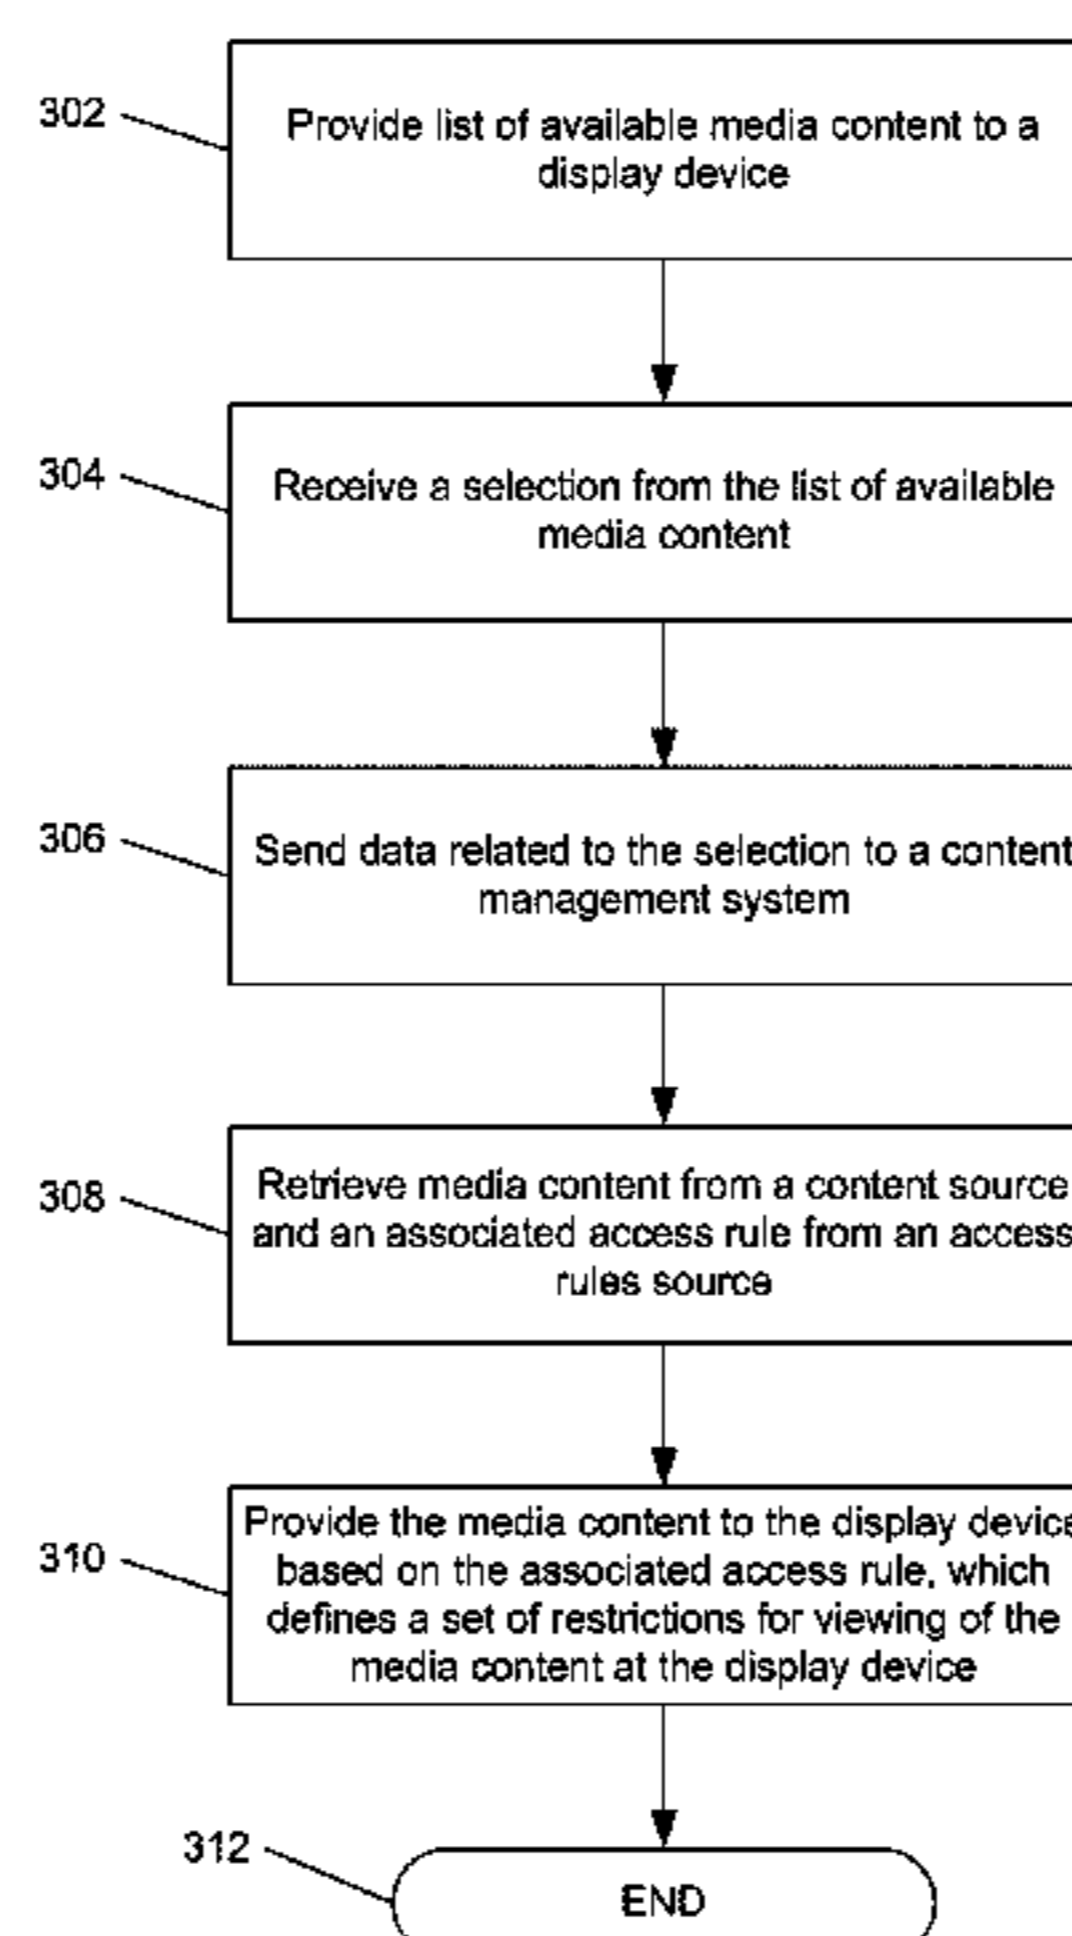 302
Provide list of available media content to a
display device
304
Receive a selection from the list of available
media content
306
Send data related to the selection to a content
management system
308
Retrieve media content from a content source
and an associated access rule from an access
rules source
310
Provide the media content to the display device
based on the associated access rule, which
defines a set of restrictions for viewing of the
media content at the display device
312
END